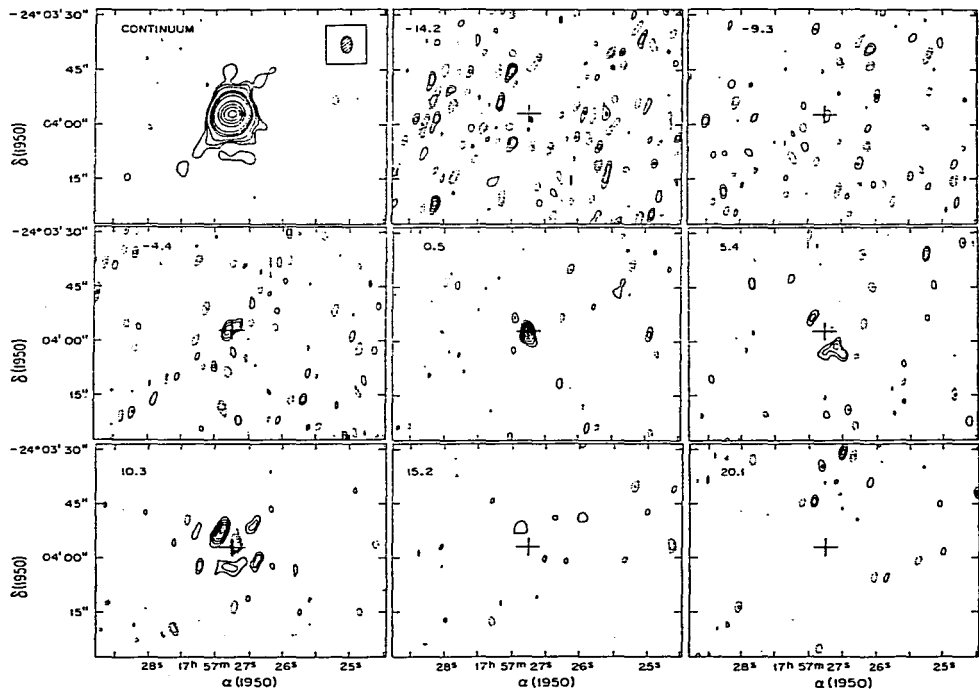 -24°03'30"
CONTINUUM
-14.2
-9.3
45"
04'00"
15"
δ(1950)
-24°03'30"
-4.4
0.5
5.4
45"
04'00"
15"
δ(1950)
-24°03'30"
10.3
15.2
20.1
45"
04'00"
15"
δ(1950)
28s 17h 57m 27s 26s 25s
28s 17h 57m 27s 26s 25s
28s 17h 57m 27s 26s 25s
α(1950)
α(1950)
α(1950)